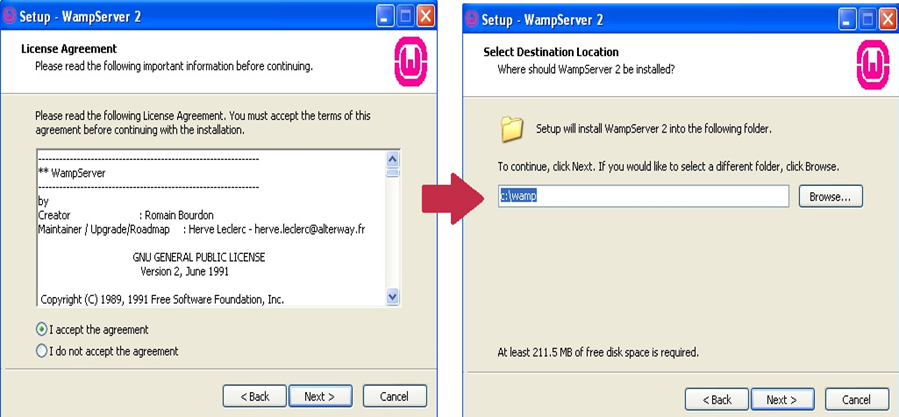 Setup - WampServer 2
License Agreement
Please read the following important information before continuing.
Please read the following License Agreement. You must accept the terms of this
agreement before continuing with the installation.
------------------------------------------------------------
** WampServer
------------------------------------------------------------
by
Creator : Romain Bourdon
Maintainer / Upgrade/Roadmap : Herve Leclerc - herve.leclerc@alterway.fr
GNU GENERAL PUBLIC LICENSE
Version 2, June 1991
Copyright (C) 1989, 1991 Free Software Foundation, Inc.
I accept the agreement
I do not accept the agreement
< Back Next > Cancel
Setup - WampServer 2
Select Destination Location
Where should WampServer 2 be installed?
Setup will install WampServer 2 into the following folder.
To continue, click Next. If you would like to select a different folder, click Browse.
c:\wamp Browse...
At least 211.5 MB of free disk space is required.
< Back Next > Cancel